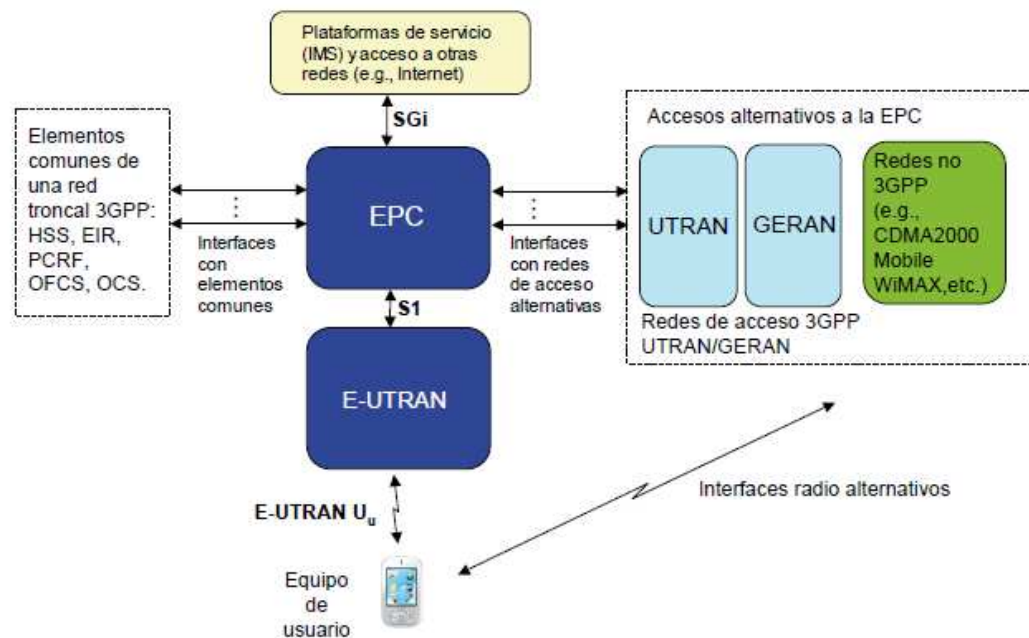 Plataformas de servicio
(IMS) y acceso a otras
redes (e.g., Internet)
SGi
Elementos
comunes de
una red
troncal 3GPP:
HSS, EIR,
PCRF,
OFCS, OCS.
Interfaces
con
elementos
comunes
EPC
Interfaces
con redes
de acceso
alternativas
Accesos alternativos a la EPC
UTRAN
GERAN
Redes no
3GPP
(e.g.,
CDMA2000
Mobile
WiMAX,etc.)
Redes de acceso 3GPP
UTRAN/GERAN
S1
E-UTRAN
E-UTRAN Uu
Interfaces radio alternativos
Equipo
de
usuario